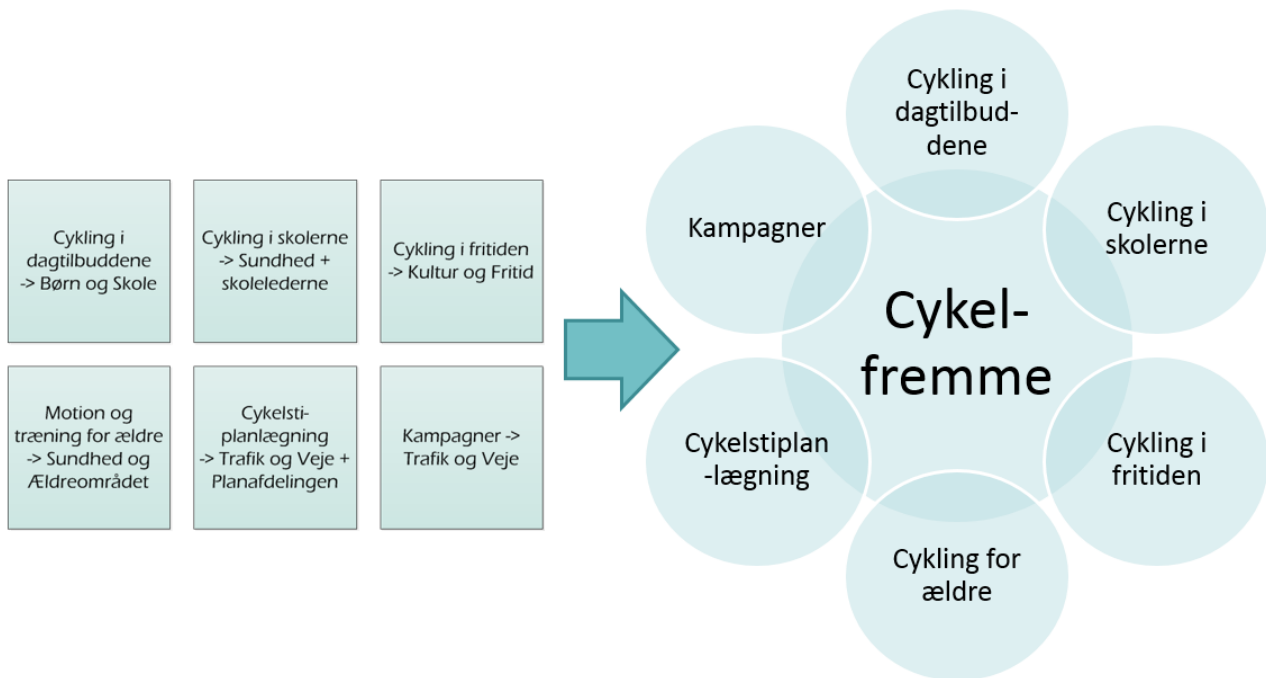 Cykling i
dagtilbuddene
-> Børn og Skole
Cykling i skolerne
-> Sundhed +
skolelederne
Cykling i fritiden
-> Kultur og Fritid
Motion og
træning for ældre
-> Sundhed og
Ældreområdet
Cykelsti-
planlægning
-> Trafik og Veje +
Planafdelingen
Kampagner ->
Trafik og Veje
Cykling i
dagtilbud-
dene
Cykling i
skolerne
Cykling i
fritiden
Cykling for
ældre
Cykelstiplan
-lægning
Kampagner
Cykel-
fremme